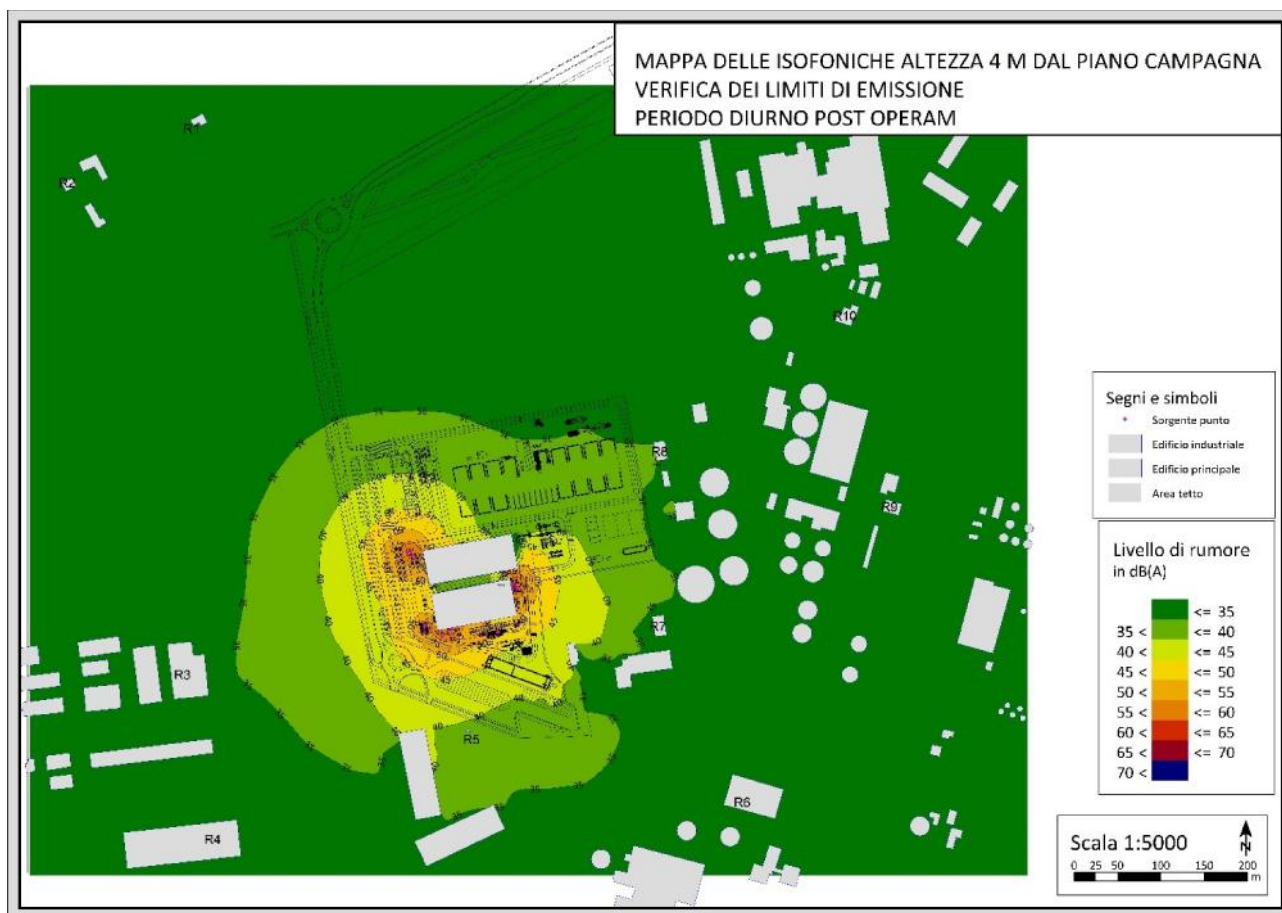 MAPPA DELLE ISOFONICHE ALTEZZA 4 M DAL PIANO CAMPAGNA
VERIFICA DEI LIMITI DI EMISSIONE
PERIODO DIURNO POST OPERAM
R1
R2
R10
R8
R9
R7
R3
R5
R6
R4
Segni e simboli
Sorgente punto
Edificio industriale
Edificio principale
Area tetto
Livello di rumore
in dB(A)
<= 35
35 < <= 40
40 < <= 45
45 < <= 50
50 < <= 55
55 < <= 60
60 < <= 65
65 < <= 70
70 <
Scala 1:5000
N
0 25 50 100 150 200
m